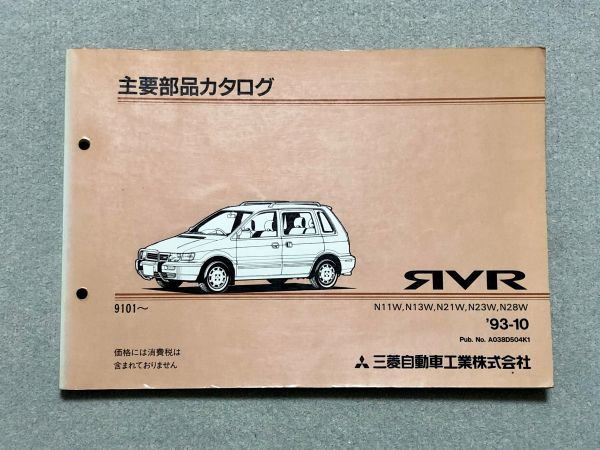 主要部品カタログ
RVR
9101～
N11W, N13W, N21W, N23W, N28W
'93-10
Pub. No. A038D504K1
価格には消費税は
含まれておりません
三菱自動車工業株式会社